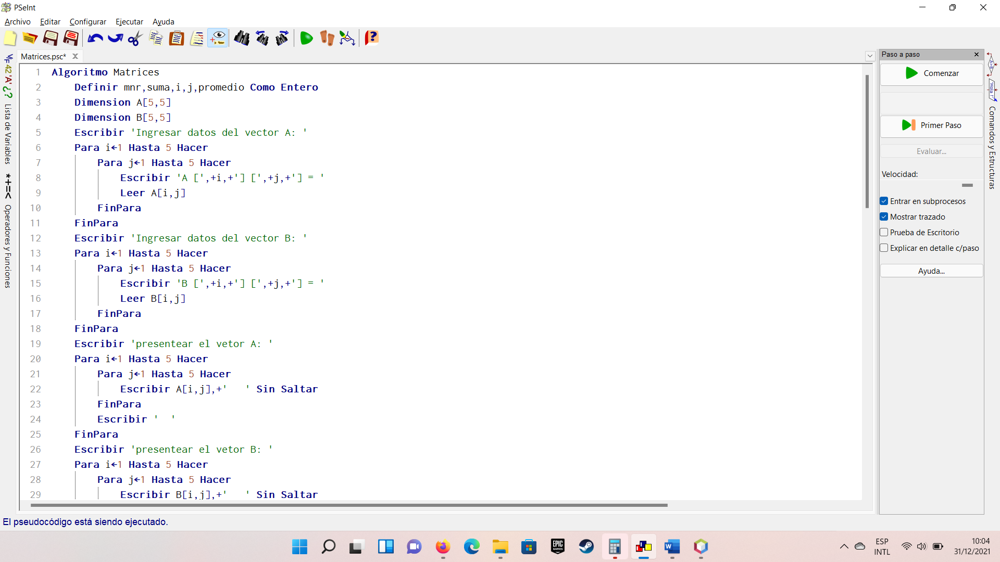 PSeInt
Archivo Editar Configurar Ejecutar Ayuda
Matrices.psc*
1 Algoritmo Matrices
2 Definir mnr,suma,i,j,promedio Como Entero
3 Dimension A[5,5]
4 Dimension B[5,5]
5 Escribir 'Ingresar datos del vector A: '
6 Para i←1 Hasta 5 Hacer
7 Para j←1 Hasta 5 Hacer
8 Escribir 'A [',+i,+'] [',+j,+'] = '
9 Leer A[i,j]
10 FinPara
11 FinPara
12 Escribir 'Ingresar datos del vector B: '
13 Para i←1 Hasta 5 Hacer
14 Para j←1 Hasta 5 Hacer
15 Escribir 'B [',+i,+'] [',+j,+'] = '
16 Leer B[i,j]
17 FinPara
18 FinPara
19 Escribir 'presentear el vetor A: '
20 Para i←1 Hasta 5 Hacer
21 Para j←1 Hasta 5 Hacer
22 Escribir A[i,j],+'   ' Sin Saltar
23 FinPara
24 Escribir '  '
25 FinPara
26 Escribir 'presentear el vetor B: '
27 Para i←1 Hasta 5 Hacer
28 Para j←1 Hasta 5 Hacer
29 Escribir B[i,j],+'   ' Sin Saltar
V/F 42 'A' ¿?
Lista de Variables
*+=<
Operadores y Funciones
Paso a paso
Comenzar
Primer Paso
Evaluar...
Velocidad:
Entrar en subprocesos
Mostrar trazado
Prueba de Escritorio
Explicar en detalle c/paso
Ayuda...
A>B
'Hola !'
Comandos y Estructuras
El pseudocódigo está siendo ejecutado.
EPIC GAMES
W
ESP
INTL
10:04
31/12/2021